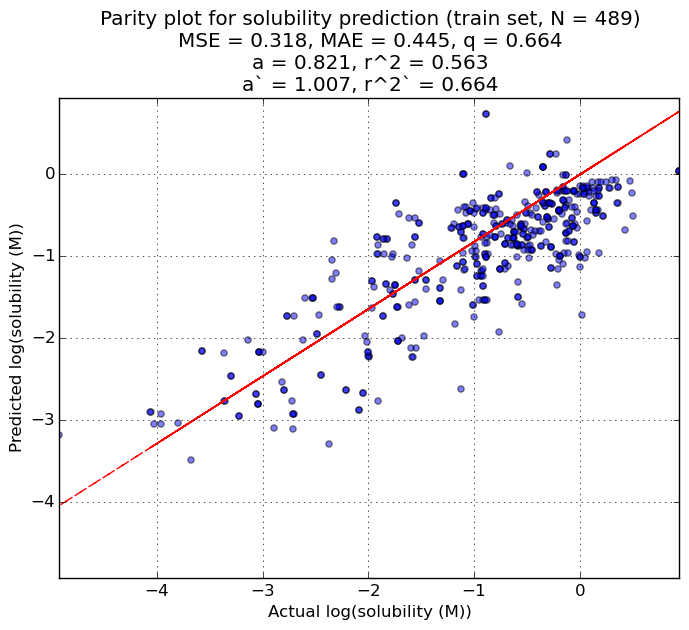 Parity plot for solubility prediction (train set, N = 489)
MSE = 0.318, MAE = 0.445, q = 0.664
a = 0.821, r^2 = 0.563
a` = 1.007, r^2` = 0.664
0
−1
−2
−3
−4
Predicted log(solubility (M))
−4 −3 −2 −1 0
Actual log(solubility (M))